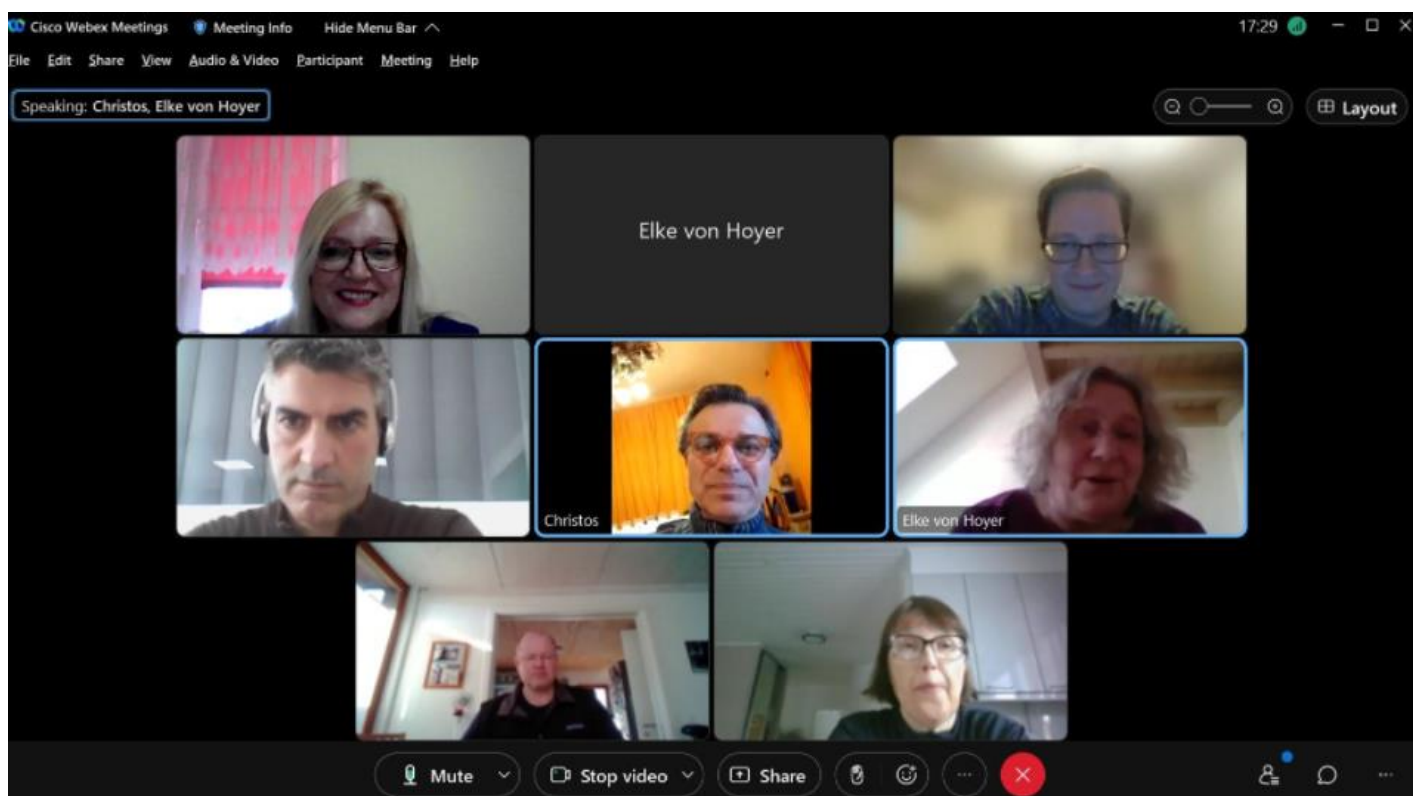 Cisco Webex Meetings Meeting Info Hide Menu Bar 17:29
File Edit Share View Audio & Video Participant Meeting Help
Speaking: Christos, Elke von Hoyer
Layout
Elke von Hoyer
Christos
Elke von Hoyer
Mute
Stop video
Share